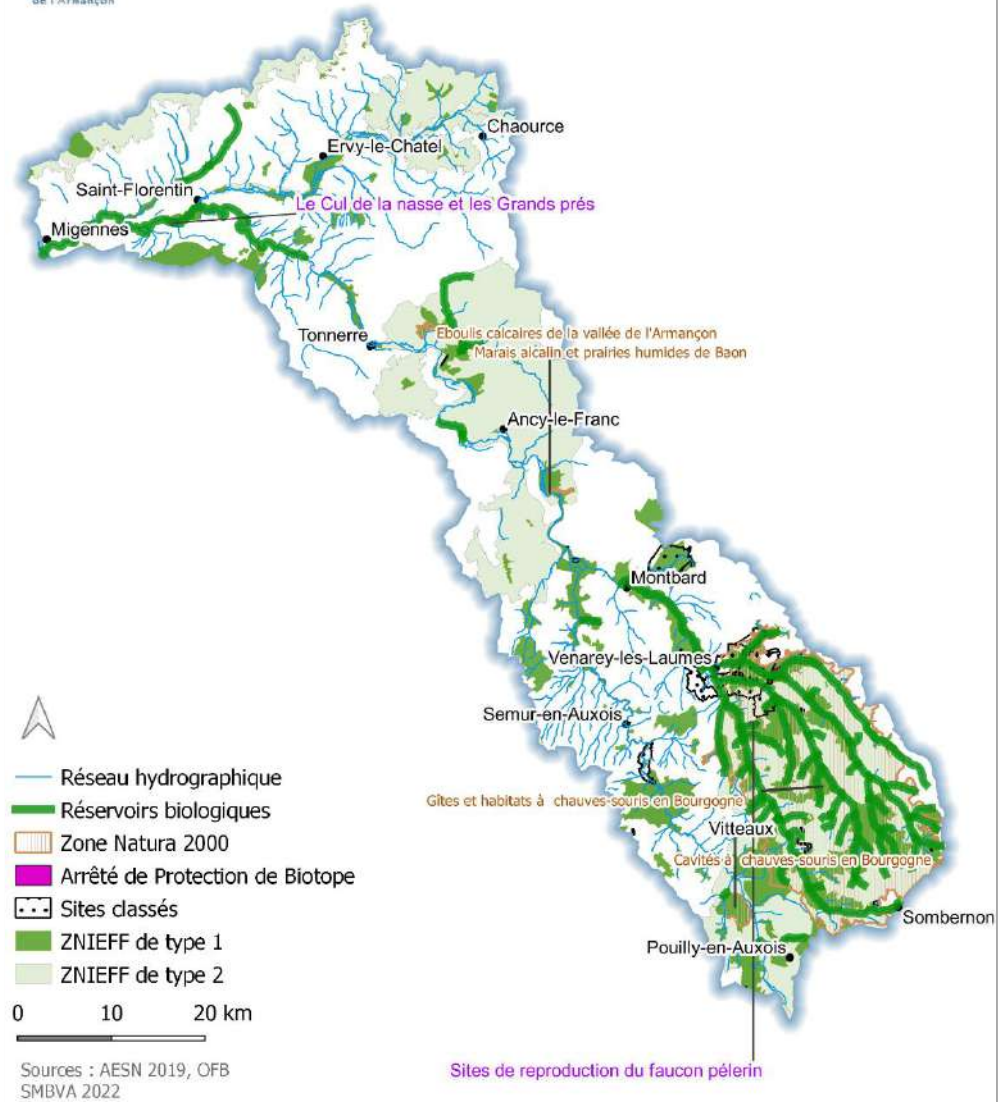 de l'Armançon
Chaource
Ervy-le-Chatel
Saint-Florentin
Le Cul de la nasse et les Grands prés
Migennes
Tonnerre
Eboulis calcaires de la vallée de l'Armançon
Marais alcalin et prairies humides de Baon
Ancy-le-Franc
Montbard
Venarey-les-Laumes
Semur-en-Auxois
Gîtes et habitats à chauves-souris en Bourgogne
Vitteaux
Cavités à chauves-souris en Bourgogne
Sombernon
Pouilly-en-Auxois
Sites de reproduction du faucon pélerin
Réseau hydrographique
Réservoirs biologiques
Zone Natura 2000
Arrêté de Protection de Biotope
Sites classés
ZNIEFF de type 1
ZNIEFF de type 2
0 10 20 km
Sources : AESN 2019, OFB
SMBVA 2022